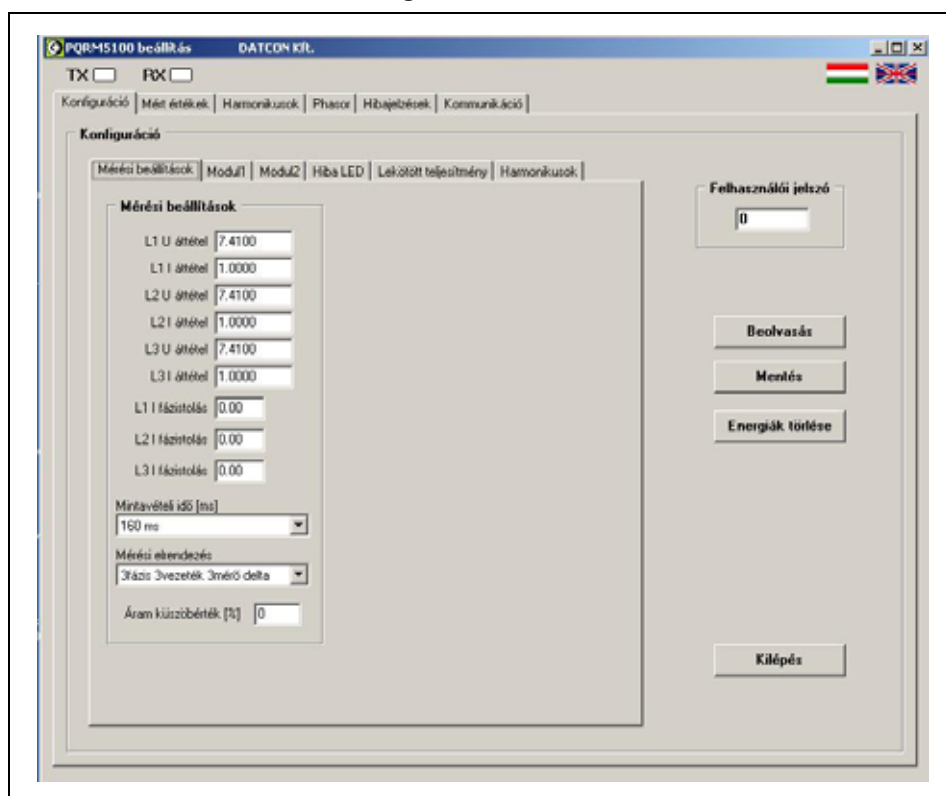 PQRM5100 beállítás DATCON Kft.
TX RX
Konfiguráció Mért értékek Harmonikusok Phasor Hibajelzések Kommunikáció
Konfiguráció
Mérési beállítások Modul1 Modul2 Hiba LED Lekötött teljesítmény Harmonikusok
Felhasználói jelszó
0
Mérési beállítások
L1 U áttétel 7.4100
L1 I áttétel 1.0000
L2 U áttétel 7.4100
L2 I áttétel 1.0000
L3 U áttétel 7.4100
L3 I áttétel 1.0000
L1 I fázistolás 0.00
L2 I fázistolás 0.00
L3 I fázistolás 0.00
Mintavételi idő [ms]
160 ms
Mérési elrendezés
3fázis 3vezeték 3mérő delta
Áram küszöbérték [%] 0
Beolvasás
Mentés
Energiák törlése
Kilépés